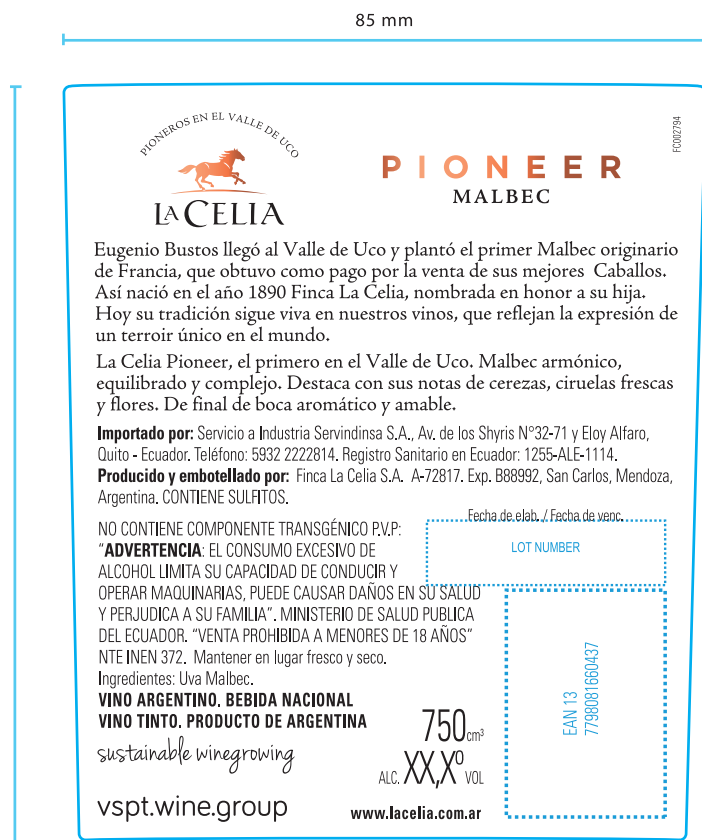 85 mm
PIONEROS EN EL VALLE DE UCO
LA CELIA
PIONEER
MALBEC
FC002794
Eugenio Bustos llegó al Valle de Uco y plantó el primer Malbec originario
de Francia, que obtuvo como pago por la venta de sus mejores Caballos.
Así nació en el año 1890 Finca La Celia, nombrada en honor a su hija.
Hoy su tradición sigue viva en nuestros vinos, que reflejan la expresión de
un terroir único en el mundo.
La Celia Pioneer, el primero en el Valle de Uco. Malbec armónico,
equilibrado y complejo. Destaca con sus notas de cerezas, ciruelas frescas
y flores. De final de boca aromático y amable.
Importado por: Servicio a Industria Servindinsa S.A., Av. de los Shyris N°32-71 y Eloy Alfaro,
Quito - Ecuador. Teléfono: 5932 2222814. Registro Sanitario en Ecuador: 1255-ALE-1114.
Producido y embotellado por: Finca La Celia S.A. A-72817. Exp. B88992, San Carlos, Mendoza,
Argentina. CONTIENE SULFITOS.
Fecha de elab. / Fecha de venc.
LOT NUMBER
NO CONTIENE COMPONENTE TRANSGÉNICO P.V.P:
“ADVERTENCIA: EL CONSUMO EXCESIVO DE
ALCOHOL LIMITA SU CAPACIDAD DE CONDUCIR Y
OPERAR MAQUINARIAS, PUEDE CAUSAR DAÑOS EN SU SALUD
Y PERJUDICA A SU FAMILIA”. MINISTERIO DE SALUD PUBLICA
DEL ECUADOR. “VENTA PROHIBIDA A MENORES DE 18 AÑOS”
NTE INEN 372. Mantener en lugar fresco y seco.
Ingredientes: Uva Malbec.
VINO ARGENTINO. BEBIDA NACIONAL
VINO TINTO. PRODUCTO DE ARGENTINA
sustainable winegrowing
vspt.wine.group
750cm³
ALC. XX,Xº VOL
www.lacelia.com.ar
EAN 13
7798081660437